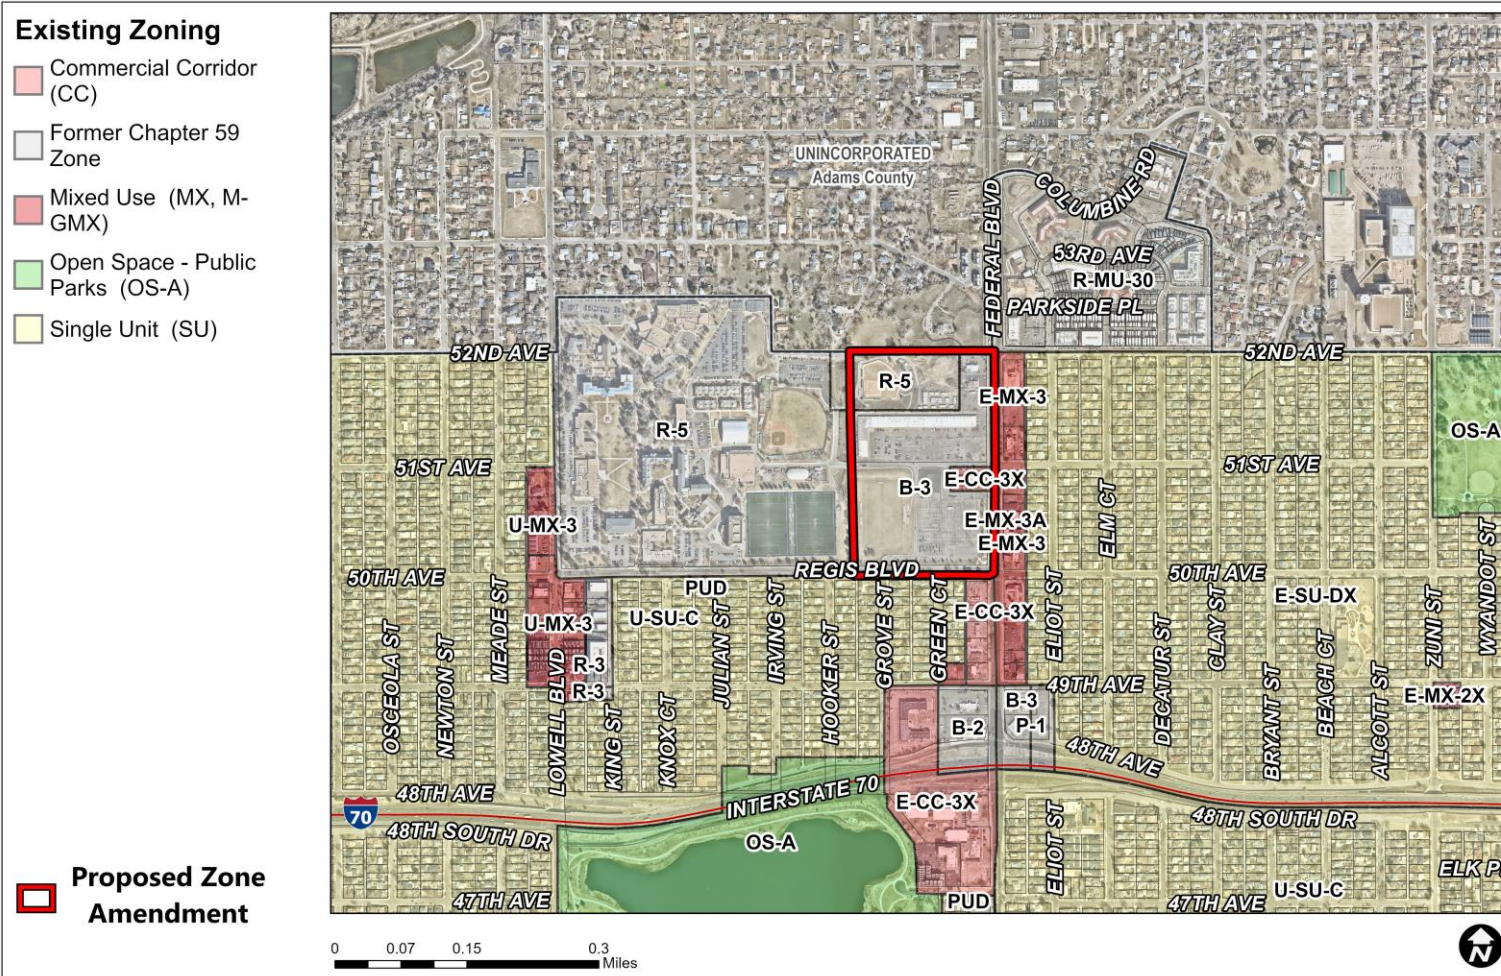 Existing Zoning
Commercial Corridor
(CC)
Former Chapter 59
Zone
Mixed Use (MX, M-
GMX)
Open Space - Public
Parks (OS-A)
Single Unit (SU)
Proposed Zone
Amendment
UNINCORPORATED
Adams County
COLUMBINE RD
FEDERAL BLVD
53RD AVE
R-MU-30
PARKSIDE PL
52ND AVE
52ND AVE
R-5
E-MX-3
R-5
OS-A
51ST AVE
51ST AVE
B-3
E-CC-3X
U-MX-3
E-MX-3A
E-MX-3
ELM CT
WYANDOT ST
50TH AVE
REGIS BLVD
50TH AVE
PUD
E-SU-DX
U-MX-3
U-SU-C
E-CC-3X
OSCEOLA ST
NEWTON ST
MEADE ST
LOWELL BLVD
R-3
R-3
KING ST
KNOX CT
JULIAN ST
IRVING ST
HOOKER ST
GROVE ST
GREEN CT
ELIOT ST
49TH AVE
DECATUR ST
CLAY ST
BRYANT ST
BEACH CT
ALCOTT ST
ZUNI ST
E-MX-2X
B-3
B-2
P-1
48TH AVE
48TH AVE
INTERSTATE 70
70
E-CC-3X
48TH SOUTH DR
48TH SOUTH DR
OS-A
ELIOT ST
ELK P
U-SU-C
47TH AVE
PUD
47TH AVE
0 0.07 0.15 0.3
Miles
N